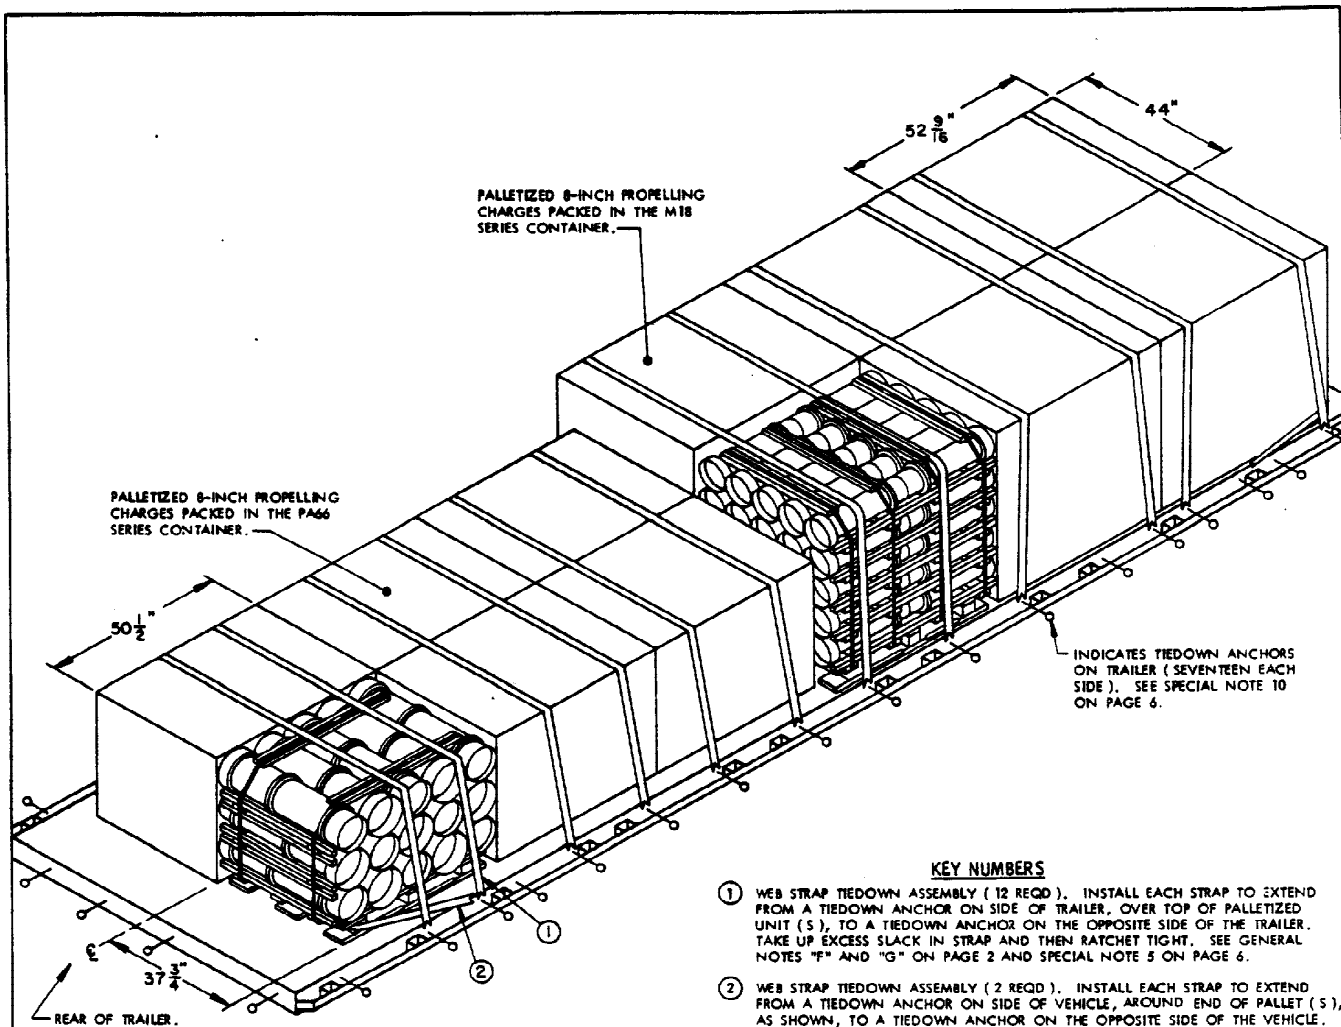 52 9/16"
44"
PALLETIZED 8-INCH PROPELLING
CHARGES PACKED IN THE M18
SERIES CONTAINER.
PALLETIZED 8-INCH PROPELLING
CHARGES PACKED IN THE PA66
SERIES CONTAINER.
50 1/2"
INDICATES TIEDOWN ANCHORS
ON TRAILER (SEVENTEEN EACH
SIDE). SEE SPECIAL NOTE 10
ON PAGE 6.
37 3/4"
REAR OF TRAILER.
1
2
KEY NUMBERS
1 WEB STRAP TIEDOWN ASSEMBLY (12 REQD). INSTALL EACH STRAP TO EXTEND
FROM A TIEDOWN ANCHOR ON SIDE OF TRAILER, OVER TOP OF PALLETIZED
UNIT (S), TO A TIEDOWN ANCHOR ON THE OPPOSITE SIDE OF THE TRAILER.
TAKE UP EXCESS SLACK IN STRAP AND THEN RATCHET TIGHT. SEE GENERAL
NOTES "F" AND "G" ON PAGE 2 AND SPECIAL NOTE 5 ON PAGE 6.
2 WEB STRAP TIEDOWN ASSEMBLY (2 REQD). INSTALL EACH STRAP TO EXTEND
FROM A TIEDOWN ANCHOR ON SIDE OF VEHICLE, AROUND END OF PALLET (S),
AS SHOWN, TO A TIEDOWN ANCHOR ON THE OPPOSITE SIDE OF THE VEHICLE.